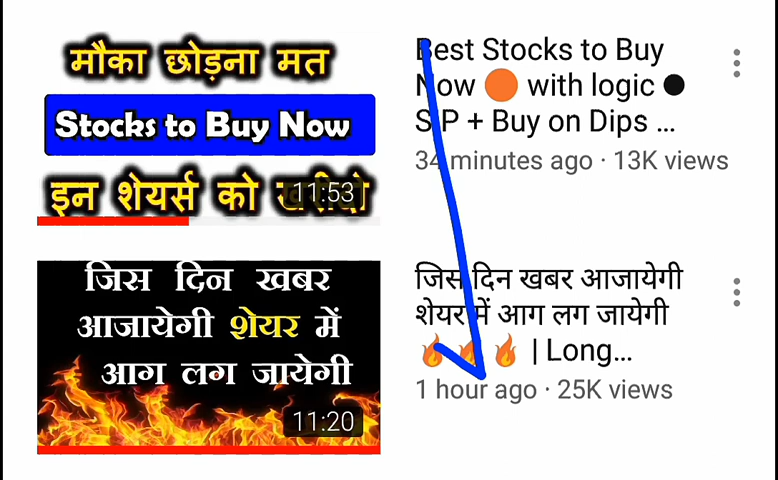 मौका छोड़ना मत
Stocks to Buy Now
इन शेयर्स को खरीदो
11:53
Best Stocks to Buy
Now 🟠 with logic ⚫
SIP + Buy on Dips ...
34 minutes ago · 13K views
जिस दिन खबर
आजायेगी शेयर में
आग लग जायेगी
11:20
जिस दिन खबर आजायेगी
शेयर में आग लग जायेगी
🔥🔥🔥 | Long...
1 hour ago · 25K views